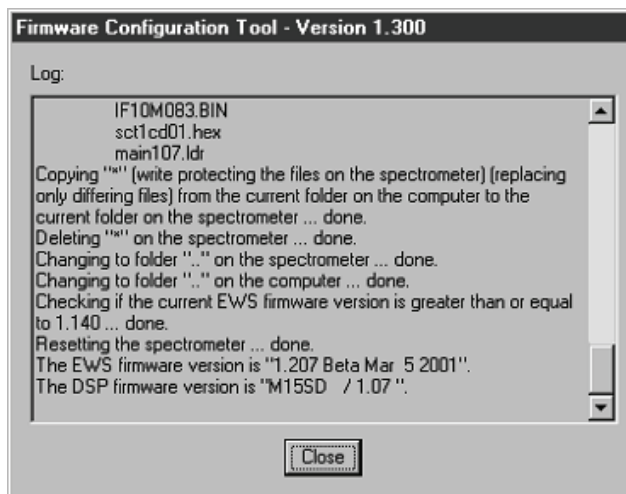 Firmware Configuration Tool - Version 1.300
Log:
IF10M083.BIN
sct1cd01.hex
main107.ldr
Copying "*" (write protecting the files on the spectrometer) (replacing
only differing files) from the current folder on the computer to the
current folder on the spectrometer ... done.
Deleting "*" on the spectrometer ... done.
Changing to folder ".." on the spectrometer ... done.
Changing to folder ".." on the computer ... done.
Checking if the current EWS firmware version is greater than or equal
to 1.140 ... done.
Resetting the spectrometer ... done.
The EWS firmware version is "1.207 Beta Mar  5 2001".
The DSP firmware version is "M15SD   / 1.07 ".
Close